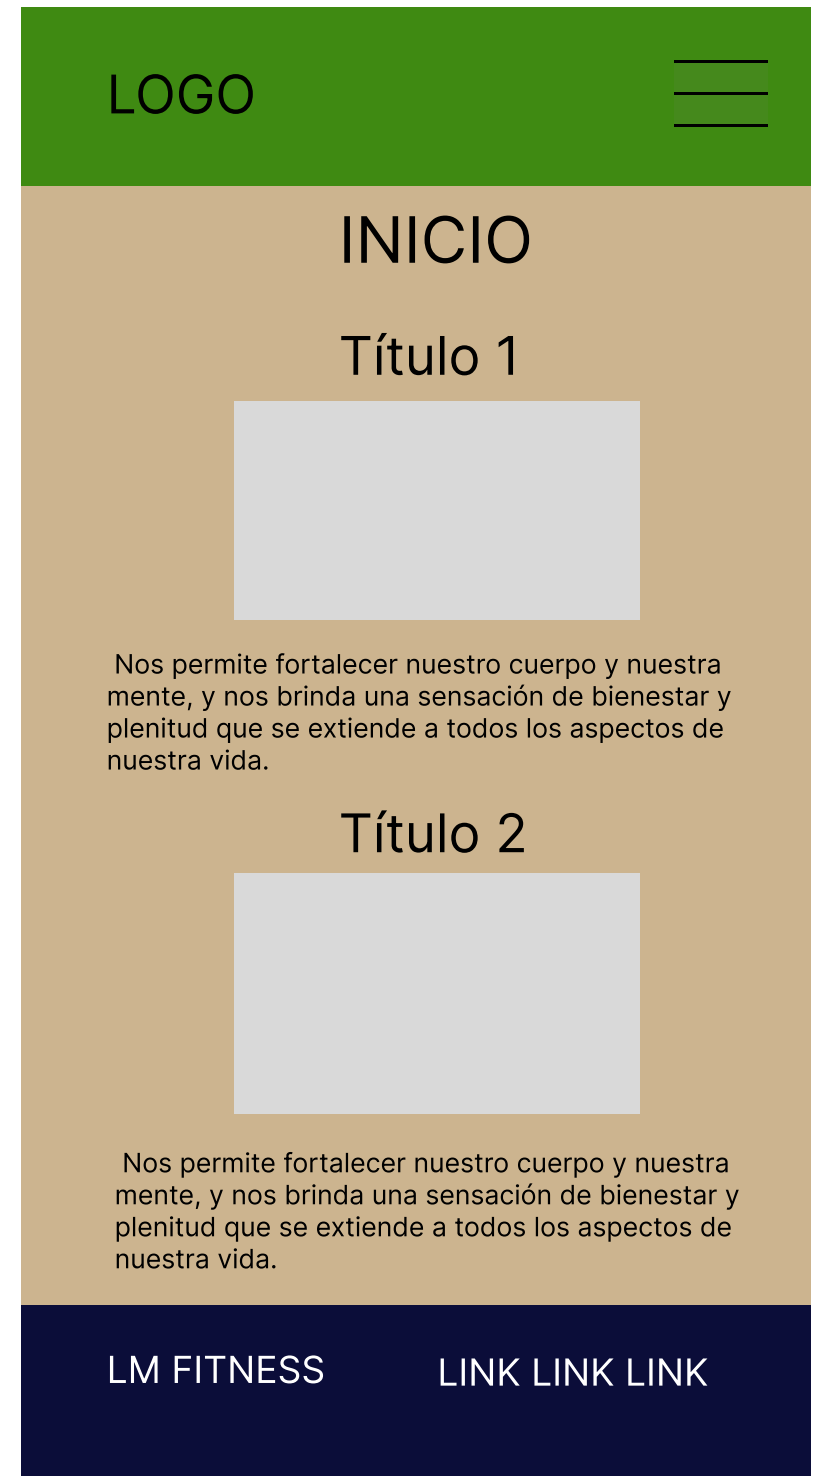 LOGO
INICIO
Título 1
Nos permite fortalecer nuestro cuerpo y nuestra
mente, y nos brinda una sensación de bienestar y
plenitud que se extiende a todos los aspectos de
nuestra vida.
Título 2
Nos permite fortalecer nuestro cuerpo y nuestra
mente, y nos brinda una sensación de bienestar y
plenitud que se extiende a todos los aspectos de
nuestra vida.
LM FITNESS LINK LINK LINK